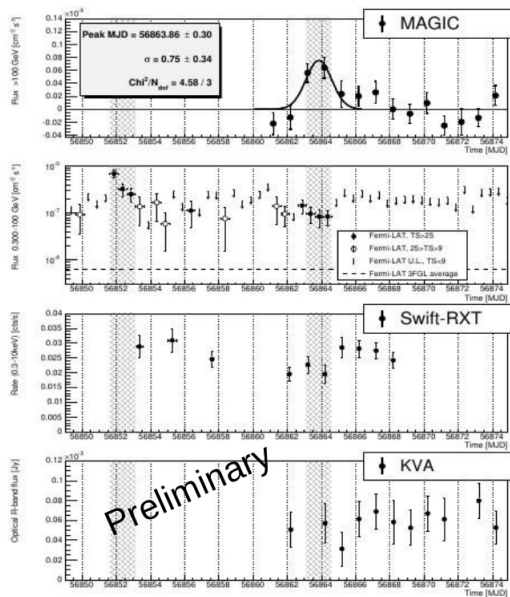 ×10⁻⁹
MAGIC
Peak MJD = 56863.86 ± 0.30
σ = 0.75 ± 0.34
Chi²/N_dof = 4.58 / 3
Flux >100 GeV [cm⁻² s⁻¹]
0.14
0.12
0.1
0.08
0.06
0.04
0.02
0
-0.02
-0.04
56850 56852 56854 56856 56858 56860 56862 56864 56866 56868 56870 56872 56874
Time [MJD]
Flux 0.300-100 GeV [cm⁻² s⁻¹]
10⁻⁶
10⁻⁷
10⁻⁸
Fermi-LAT, TS>25
Fermi-LAT, 25>TS>9
Fermi-LAT U.L., TS<9
Fermi-LAT 3FGL average
56850 56852 56854 56856 56858 56860 56862 56864 56866 56868 56870 56872 56874
Time [MJD]
Swift-RXT
Rate (0.3-10keV) [cts/s]
0.04
0.035
0.03
0.025
0.02
0.015
0.01
0.005
0
56850 56852 56854 56856 56858 56860 56862 56864 56866 56868 56870 56872 56874
Time [MJD]
×10⁻³
KVA
Optical R-band flux [Jy]
0.12
0.1
0.08
0.06
0.04
0.02
0
Preliminary
56850 56852 56854 56856 56858 56860 56862 56864 56866 56868 56870 56872 56874
Time [MJD]